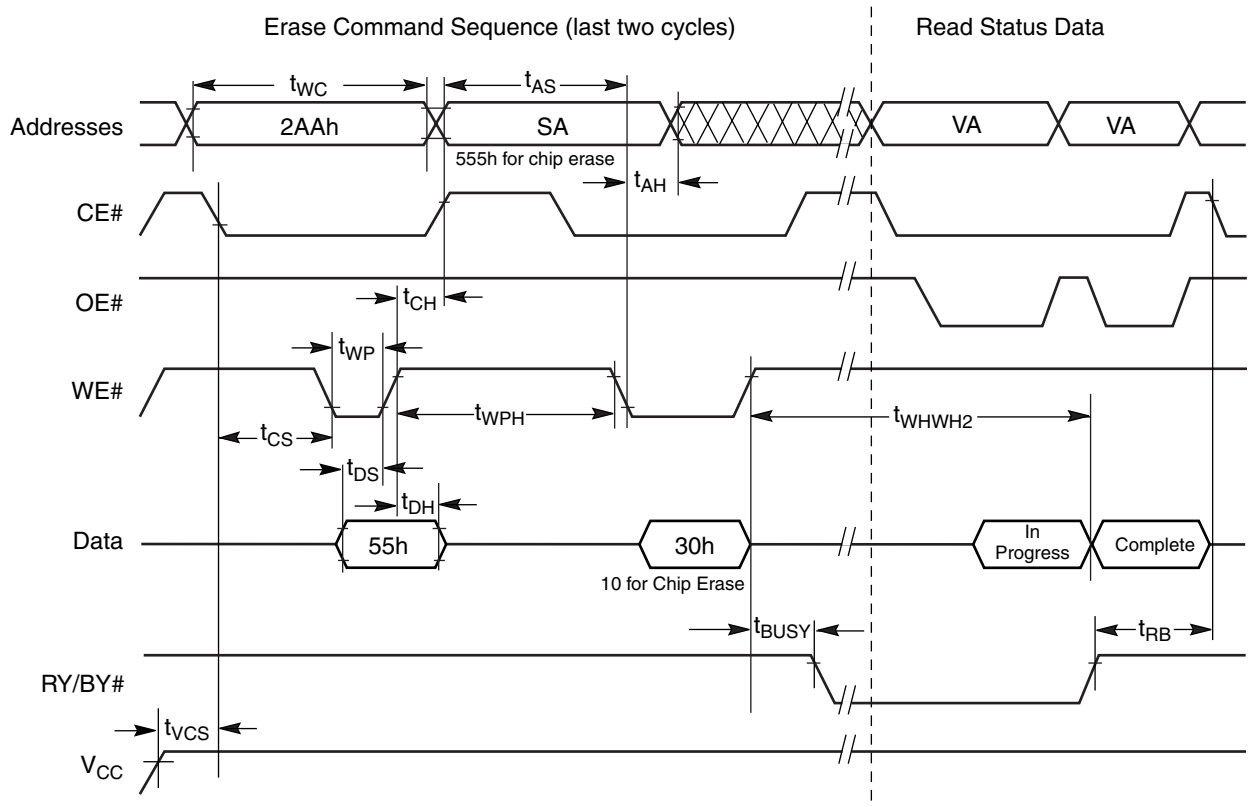 Erase Command Sequence (last two cycles)
Read Status Data
tWC
tAS
Addresses
2AAh
SA
VA
VA
555h for chip erase
tAH
CE#
OE#
tCH
tWP
WE#
tWPH
tWHWH2
tCS
tDS
tDH
Data
55h
30h
In
Progress
Complete
10 for Chip Erase
tBUSY
tRB
RY/BY#
tVCS
VCC